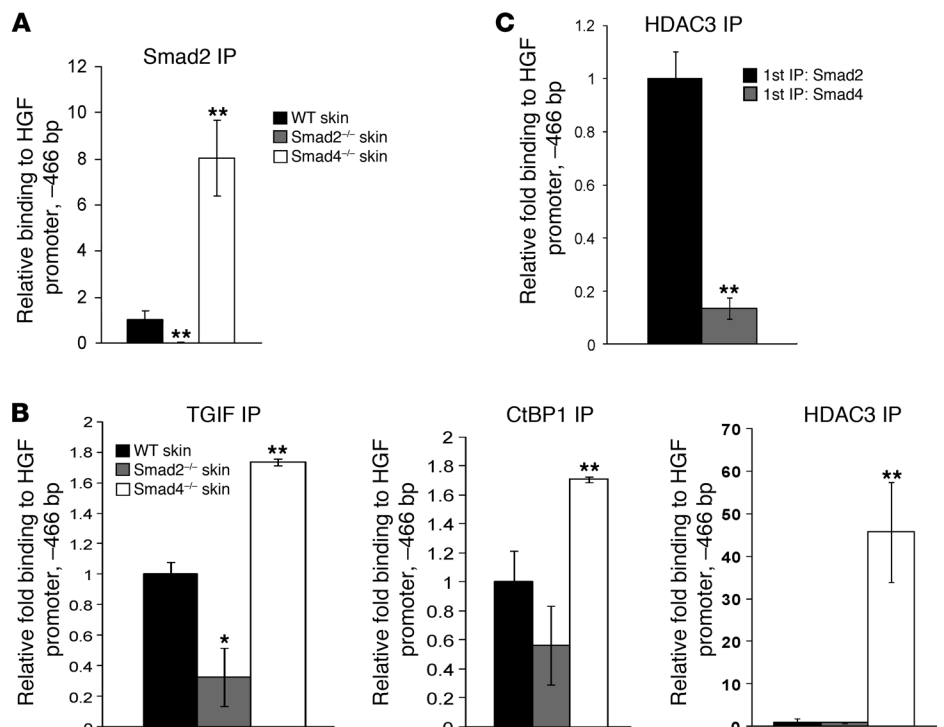 A
Smad2 IP
Relative binding to HGF
promoter, –466 bp
12
10
8
6
4
2
0
**
**
WT skin
Smad2–/– skin
Smad4–/– skin
C
HDAC3 IP
Relative fold binding to HGF
promoter, –466 bp
1.2
1
0.8
0.6
0.4
0.2
0
**
1st IP: Smad2
1st IP: Smad4
B
TGIF IP
Relative fold binding to HGF
promoter, –466 bp
2
1.8
1.6
1.4
1.2
1
0.8
0.6
0.4
0.2
0
WT skin
Smad2–/– skin
Smad4–/– skin
**
*
CtBP1 IP
Relative fold binding to HGF
promoter, –466 bp
2
1.8
1.6
1.4
1.2
1
0.8
0.6
0.4
0.2
0
**
HDAC3 IP
Relative fold binding to HGF
promoter, –466 bp
70
60
50
40
30
20
10
0
**